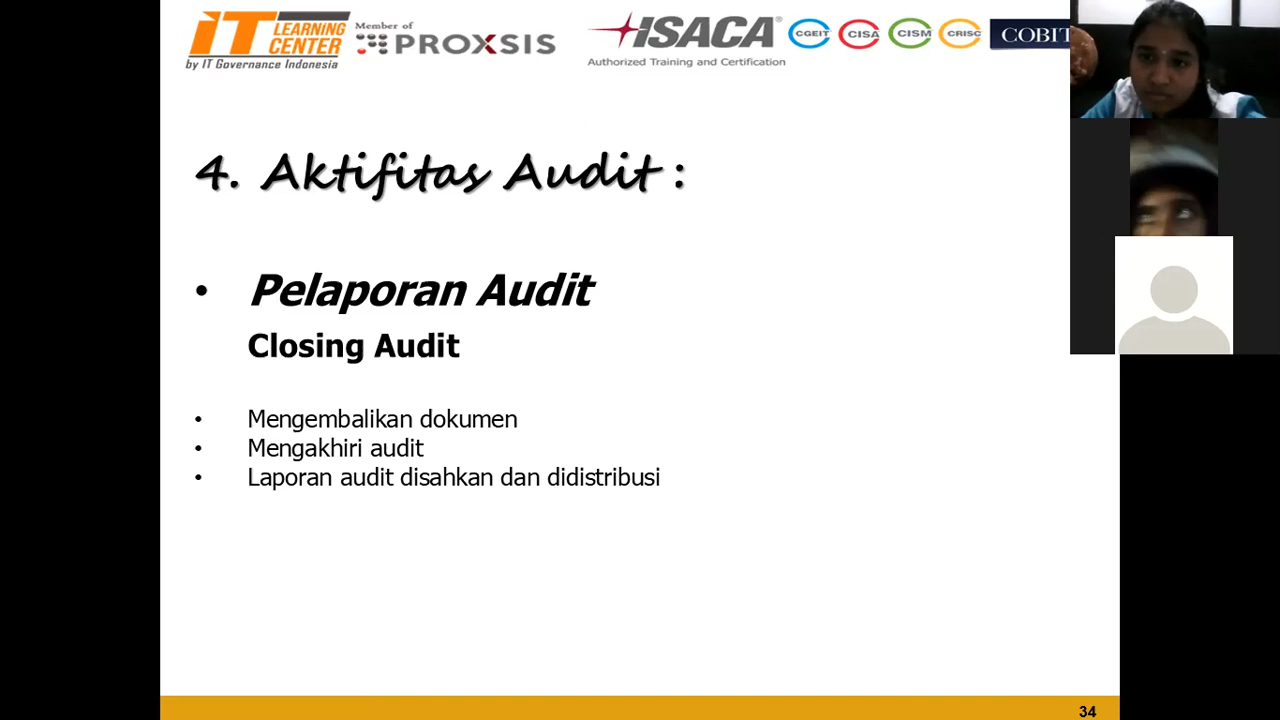 iT LEARNING CENTER
by IT Governance Indonesia
Member of
PROXSIS
ISACA®
Authorized Training and Certification
CGEIT CISA CISM CRISC COBIT
4. Aktifitas Audit :
• Pelaporan Audit
Closing Audit
• Mengembalikan dokumen
• Mengakhiri audit
• Laporan audit disahkan dan didistribusi
34